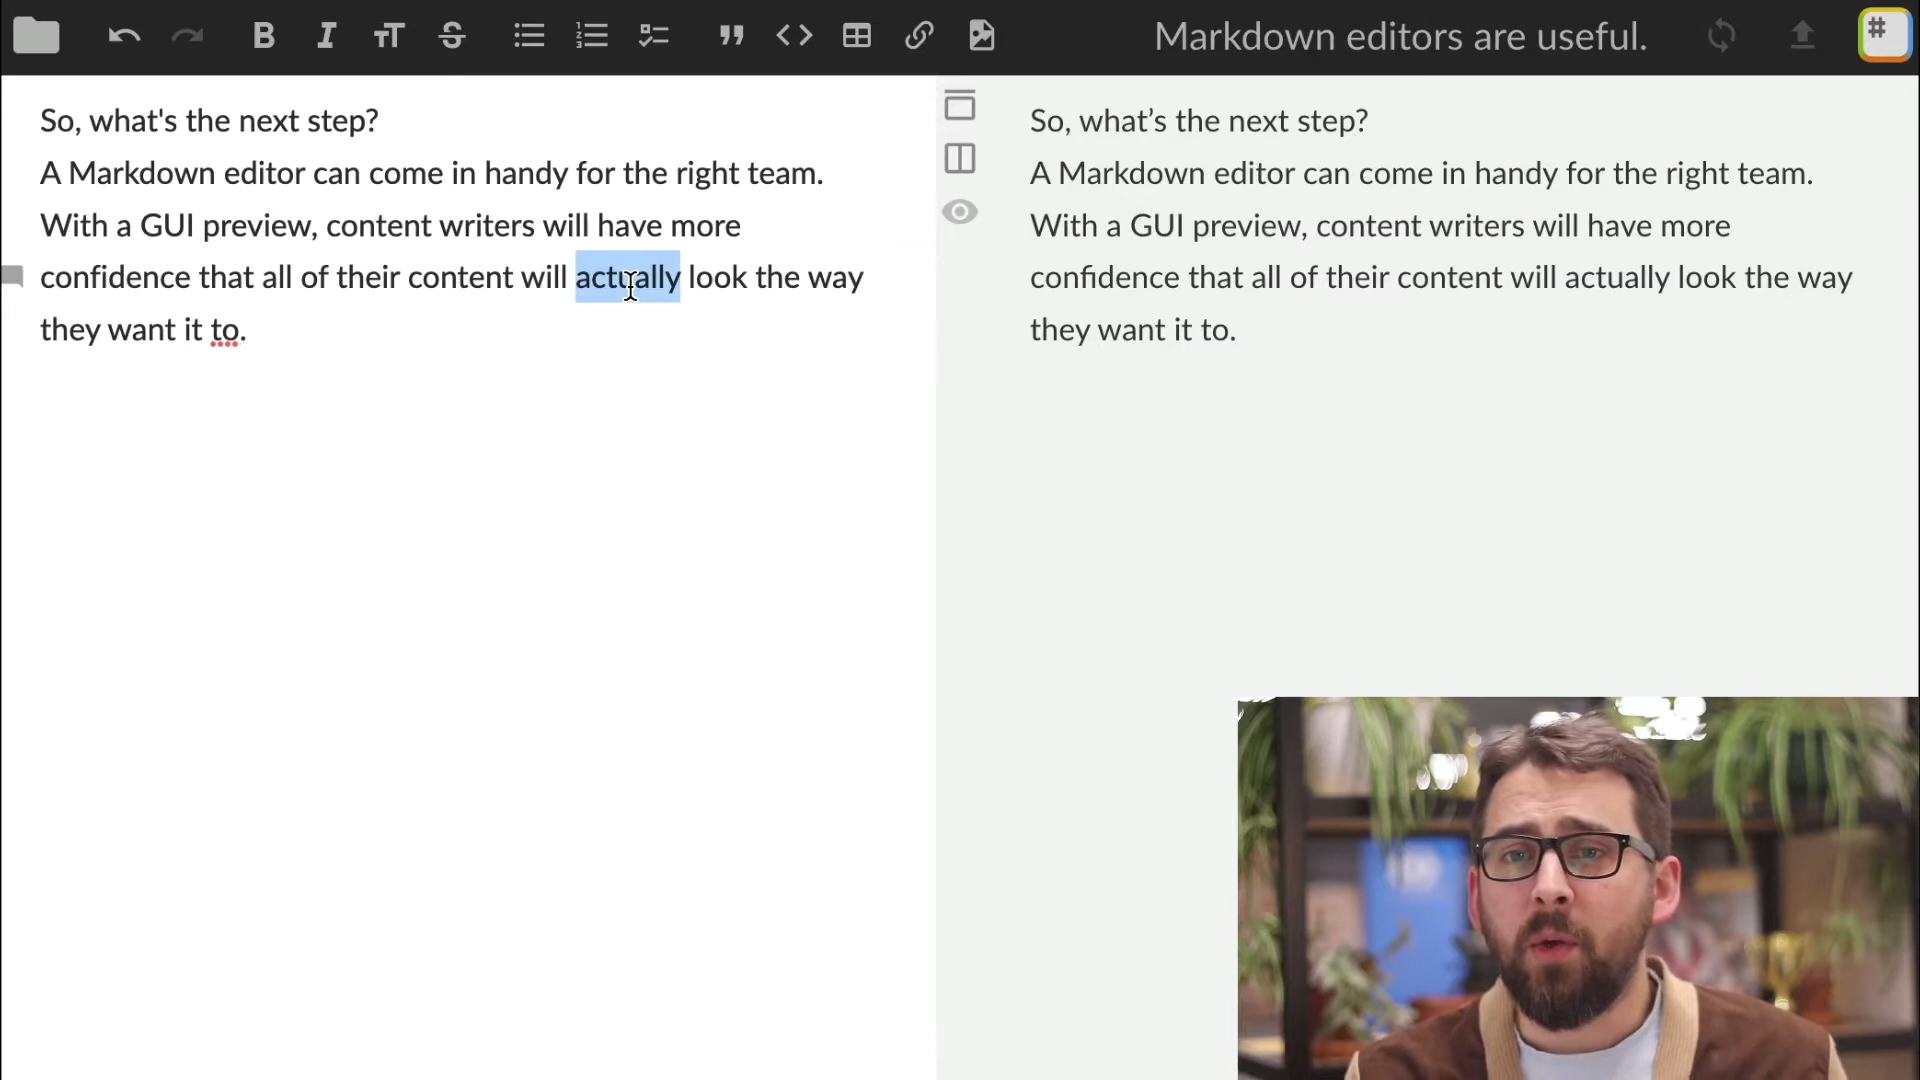 Markdown editors are useful.
So, what's the next step?
A Markdown editor can come in handy for the right team.
With a GUI preview, content writers will have more
confidence that all of their content will actually look the way
they want it to.
So, what’s the next step?
A Markdown editor can come in handy for the right team.
With a GUI preview, content writers will have more
confidence that all of their content will actually look the way
they want it to.